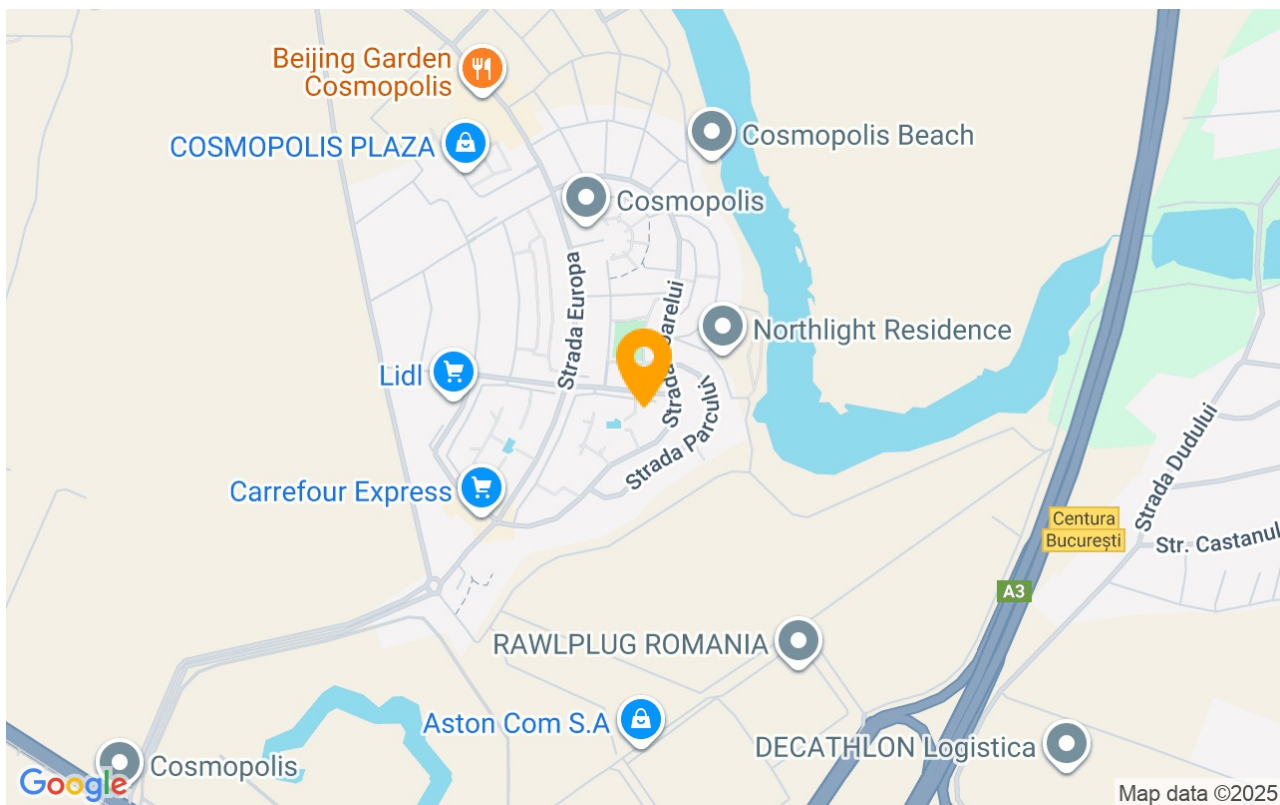 Beijing Garden
Cosmopolis
COSMOPOLIS PLAZA
Cosmopolis Beach
Cosmopolis
Strada Europa
Northlight Residence
Strada
Lidl
Strada Parcului
Strada Dudului
Carrefour Express
Centura
București
Str. Castanul
A3
RAWLPLUG ROMANIA
Aston Com S.A
DECATHLON Logistica
Cosmopolis
Google
Map data ©2025